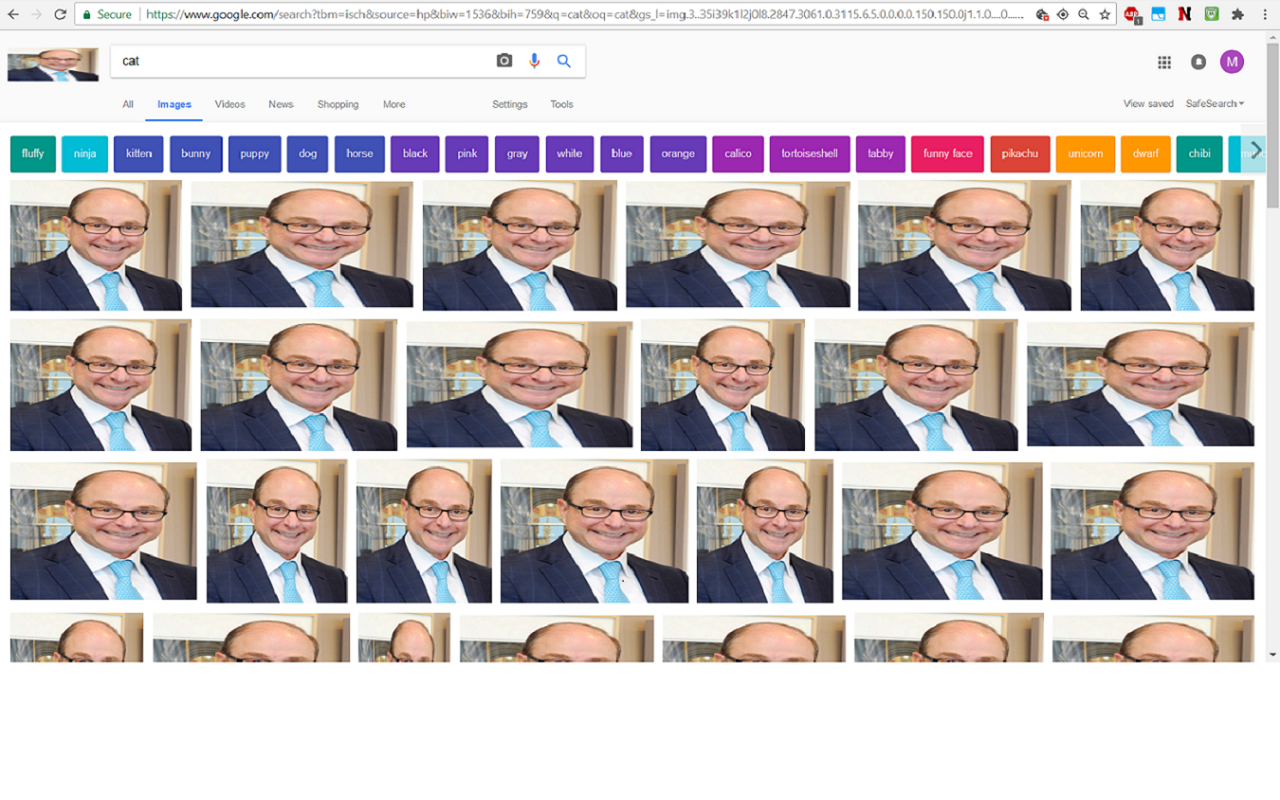 Secure https://www.google.com/search?tbm=isch&source=hp&biw=1536&bih=759&q=cat&oq=cat&gs_l=img.3..35i39k1l2j0l8.2847.3061.0.3115.6.5.0.0.0.0.150.150.0j1.1.0....0......
cat
M
All Images Videos News Shopping More Settings Tools View saved SafeSearch
fluffy ninja kitten bunny puppy dog horse black pink gray white blue orange calico tortoiseshell tabby funny face pikachu unicorn dwarf chibi